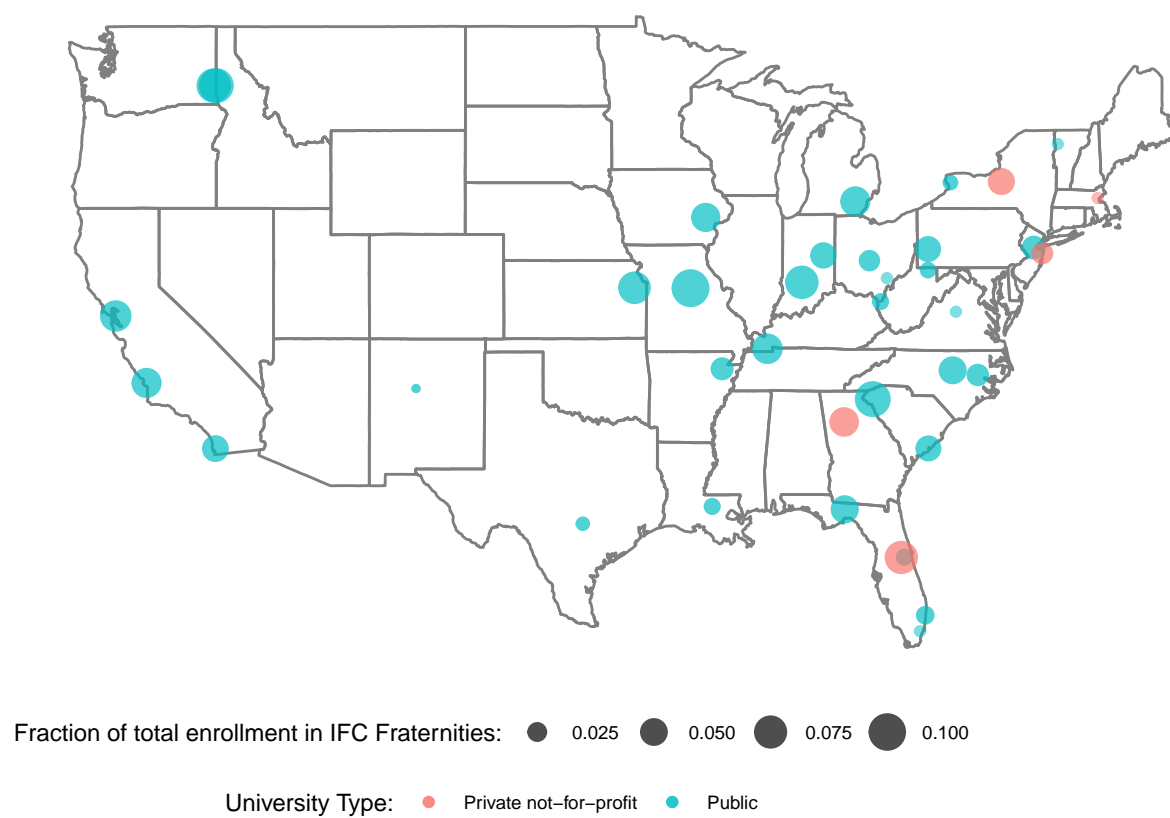 Fraction of total enrollment in IFC Fraternities: 0.025 0.050 0.075 0.100
University Type: Private not−for−profit Public